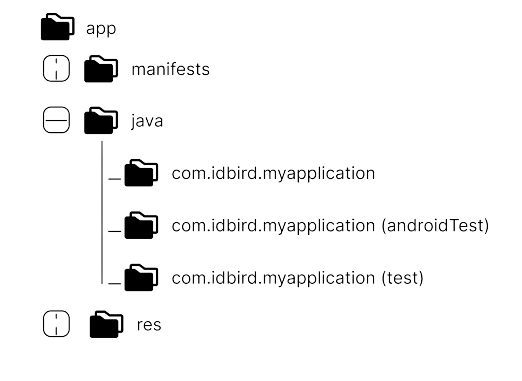 app
manifests
java
com.idbird.myapplication
com.idbird.myapplication (androidTest)
com.idbird.myapplication (test)
res